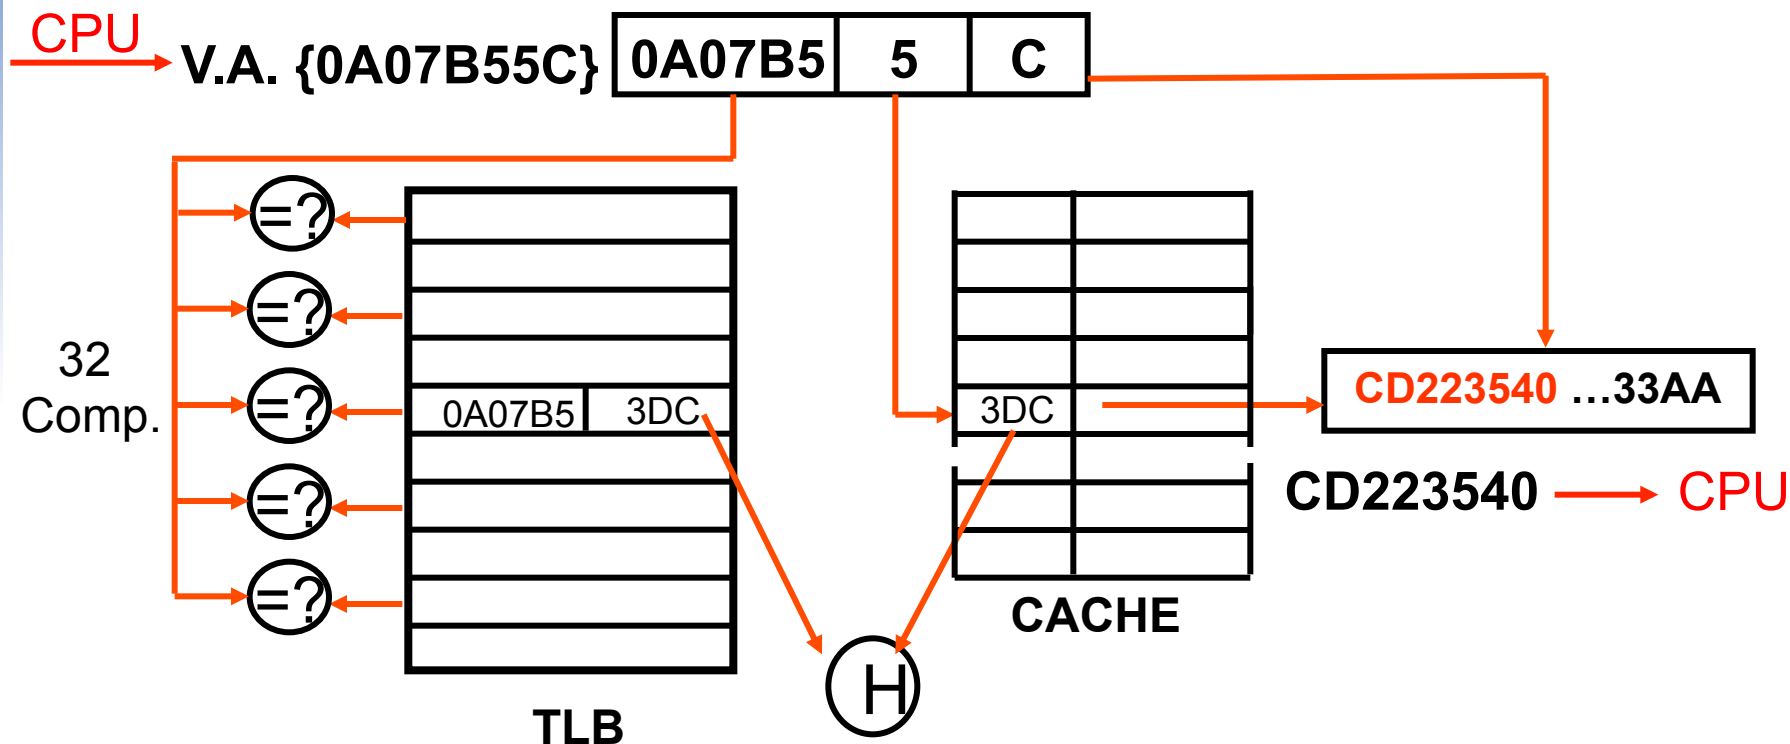 CPU
V.A. {0A07B55C} 0A07B5 5 C
=?
=?
32
Comp.
=?
=?
=?
0A07B5 3DC
3DC
CD223540 ...33AA
CD223540 CPU
CACHE
H
TLB